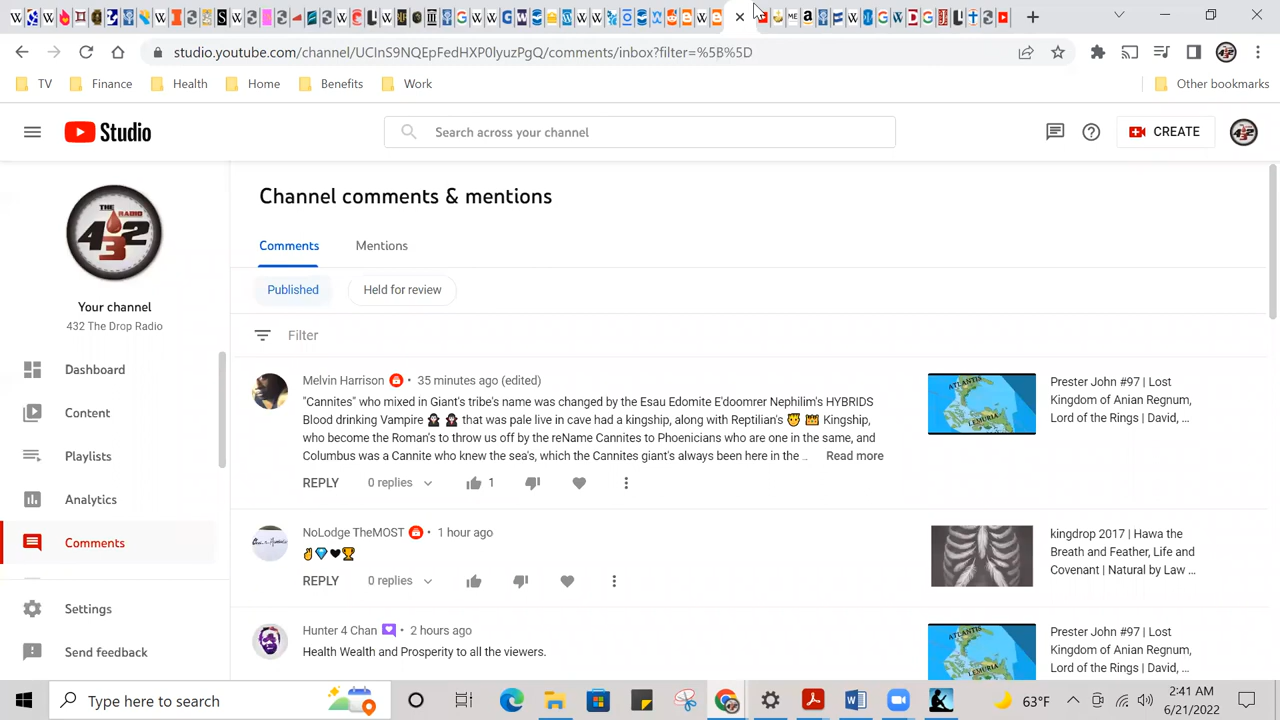 studio.youtube.com/channel/UCInS9NQEpFedHXP0lyuzPgQ/comments/inbox?filter=%5B%5D
TV Finance Health Home Benefits Work Other bookmarks
Studio Search across your channel CREATE
THE RADIO
432
Your channel
432 The Drop Radio
Dashboard
Content
Playlists
Analytics
Comments
Settings
Send feedback
Channel comments & mentions
Comments Mentions
Published Held for review
Filter
Melvin Harrison • 35 minutes ago (edited)
"Cannites" who mixed in Giant's tribe's name was changed by the Esau Edomite E'doomrer Nephilim's HYBRIDS
Blood drinking Vampire 🧛🏿 🧛🏿 that was pale live in cave had a kingship, along with Reptilian's 🤴 👑 Kingship,
who become the Roman's to throw us off by the reName Cannites to Phoenicians who are one in the same, and
Columbus was a Cannite who knew the sea's, which the Cannites giant's always been here in the ... Read more
REPLY 0 replies 1
Prester John #97 | Lost
Kingdom of Anian Regnum,
Lord of the Rings | David, ...
ATLANTIS
LEMURIA
NoLodge TheMOST • 1 hour ago
✌💎🖤🏆
REPLY 0 replies
kingdrop 2017 | Hawa the
Breath and Feather, Life and
Covenant | Natural by Law ...
Hunter 4 Chan • 2 hours ago
Health Wealth and Prosperity to all the viewers.
Prester John #97 | Lost
Kingdom of Anian Regnum,
Lord of the Rings | David, ...
ATLANTIS
LEMURIA
Type here to search
63°F
2:41 AM
6/21/2022